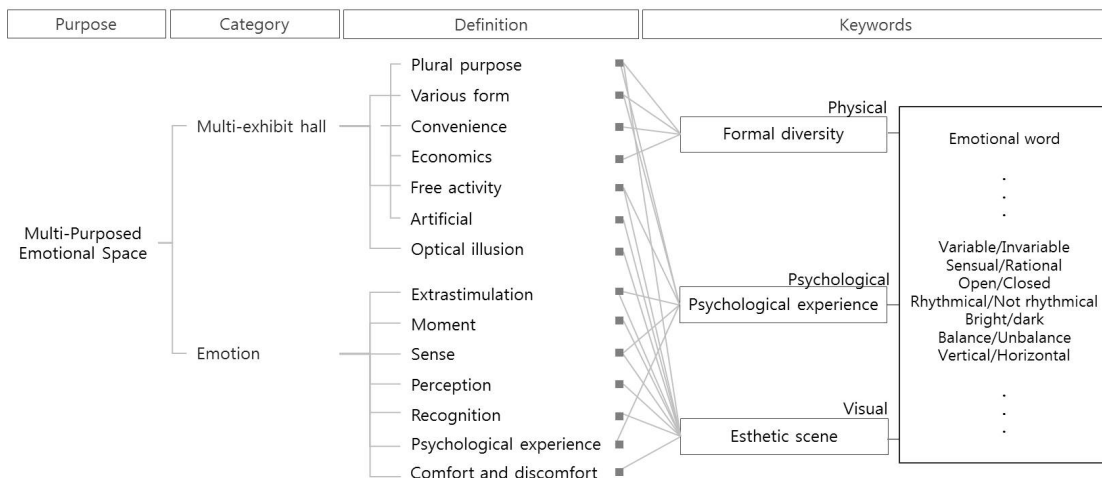 Purpose
Category
Definition
Keywords
Multi-Purposed
Emotional Space
Multi-exhibit hall
Emotion
Plural purpose
Various form
Convenience
Economics
Free activity
Artificial
Optical illusion
Extrastimulation
Moment
Sense
Perception
Recognition
Psychological experience
Comfort and discomfort
Physical
Formal diversity
Psychological
Psychological experience
Visual
Esthetic scene
Emotional word
.
.
.
Variable/Invariable
Sensual/Rational
Open/Closed
Rhythmical/Not rhythmical
Bright/dark
Balance/Unbalance
Vertical/Horizontal
.
.
.